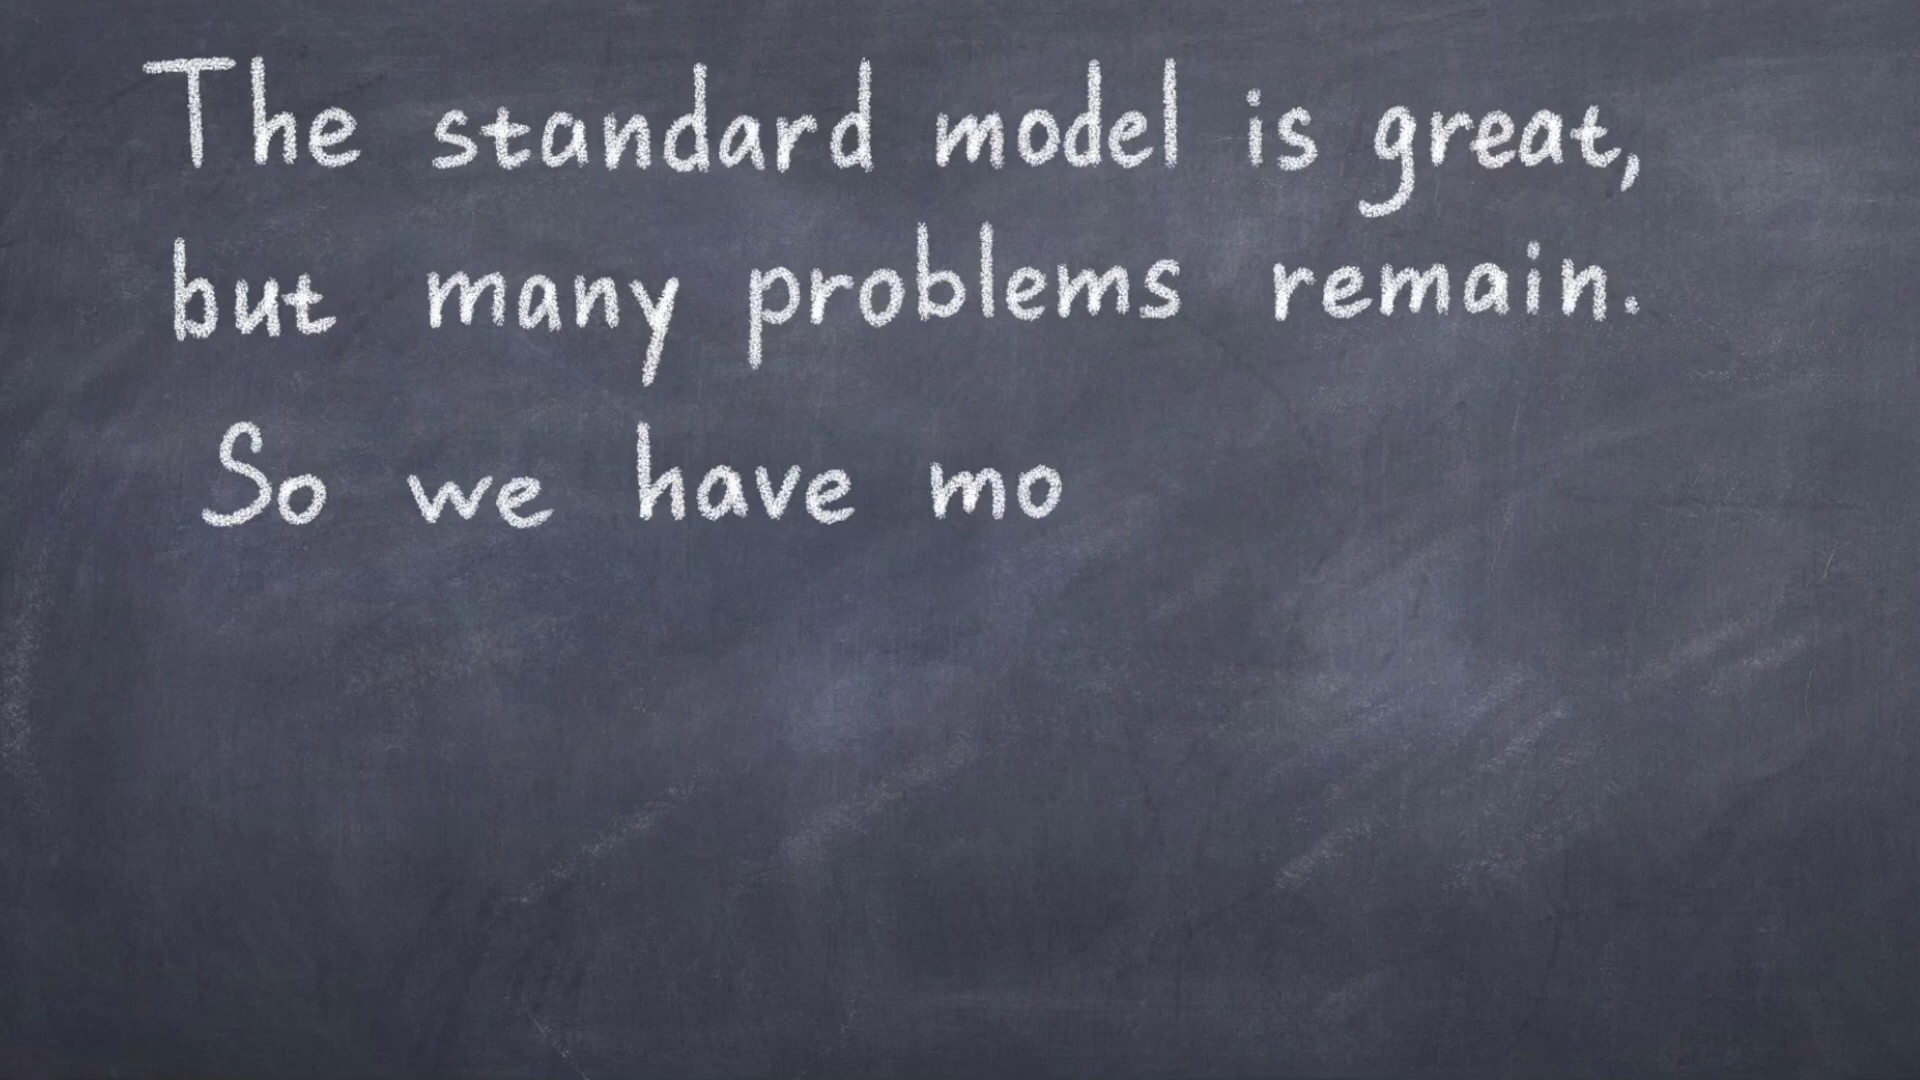 The standard model is great,
but many problems remain.
So we have mo